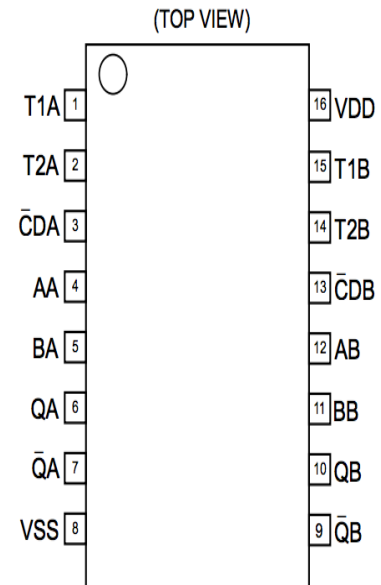 (TOP VIEW)
T1A 1 16 VDD
T2A 2 15 T1B
C̅DA 3 14 T2B
AA 4 13 C̅DB
BA 5 12 AB
QA 6 11 BB
Q̅A 7 10 QB
VSS 8 9 Q̅B